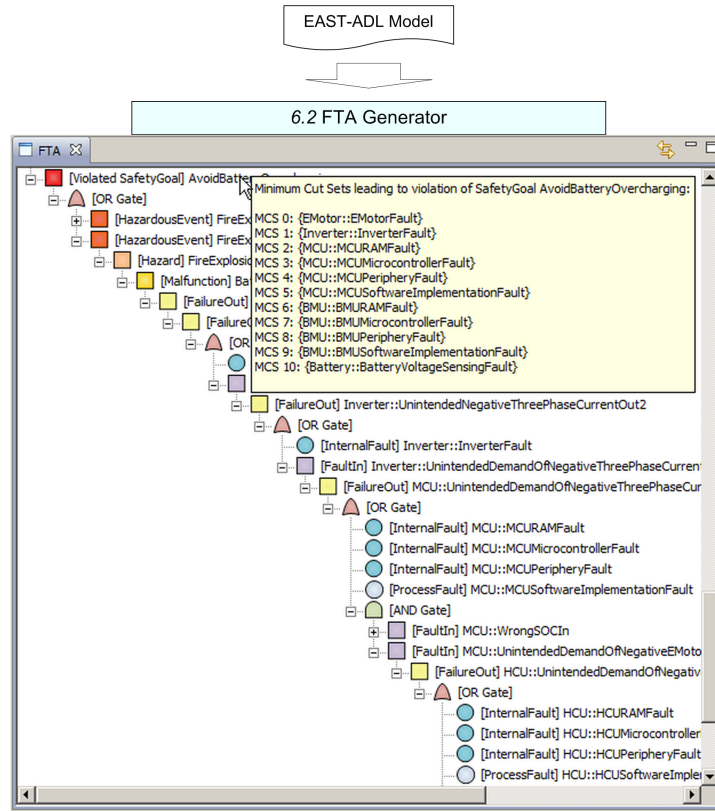 EAST-ADL Model
6.2 FTA Generator
FTA
[Violated SafetyGoal] AvoidBattery
[OR Gate]
[HazardousEvent]
[HazardousEvent]
[Hazard]
[Malfunction]
[FailureOut]
[OR
Minimum Cut Sets leading to violation of SafetyGoal AvoidBatteryOvercharging:
MCS 0: {EMotor::EMotorFault}
MCS 1: {Inverter::InverterFault}
MCS 2: {MCU::MCURAMFault}
MCS 3: {MCU::MCUMicrocontrollerFault}
MCS 4: {MCU::MCUPeripheryFault}
MCS 5: {MCU::MCUSoftwareImplementationFault}
MCS 6: {BMU::BMURAMFault}
MCS 7: {BMU::BMUMicrocontrollerFault}
MCS 8: {BMU::BMUPeripheryFault}
MCS 9: {BMU::BMUSoftwareImplementationFault}
MCS 10: {Battery::BatteryVoltageSensingFault}
[FailureOut] Inverter::UnintendedNegativeThreePhaseCurrentOut2
[OR Gate]
[InternalFault] Inverter::InverterFault
[FaultIn] Inverter::UnintendedDemandOfNegativeThreePhaseCurren
[FailureOut] MCU::UnintendedDemandOfNegativeThreePhaseCur
[OR Gate]
[InternalFault] MCU::MCURAMFault
[InternalFault] MCU::MCUMicrocontrollerFault
[InternalFault] MCU::MCUPeripheryFault
[ProcessFault] MCU::MCUSoftwareImplementationFault
[AND Gate]
[FaultIn] MCU::WrongSOCIn
[FaultIn] MCU::UnintendedDemandOfNegativeEMoto
[FailureOut] HCU::UnintendedDemandOfNegativ
[OR Gate]
[InternalFault] HCU::HCURAMFault
[InternalFault] HCU::HCUMicrocontroller
[InternalFault] HCU::HCUPeripheryFault
[ProcessFault] HCU::HCUSoftwareImpler